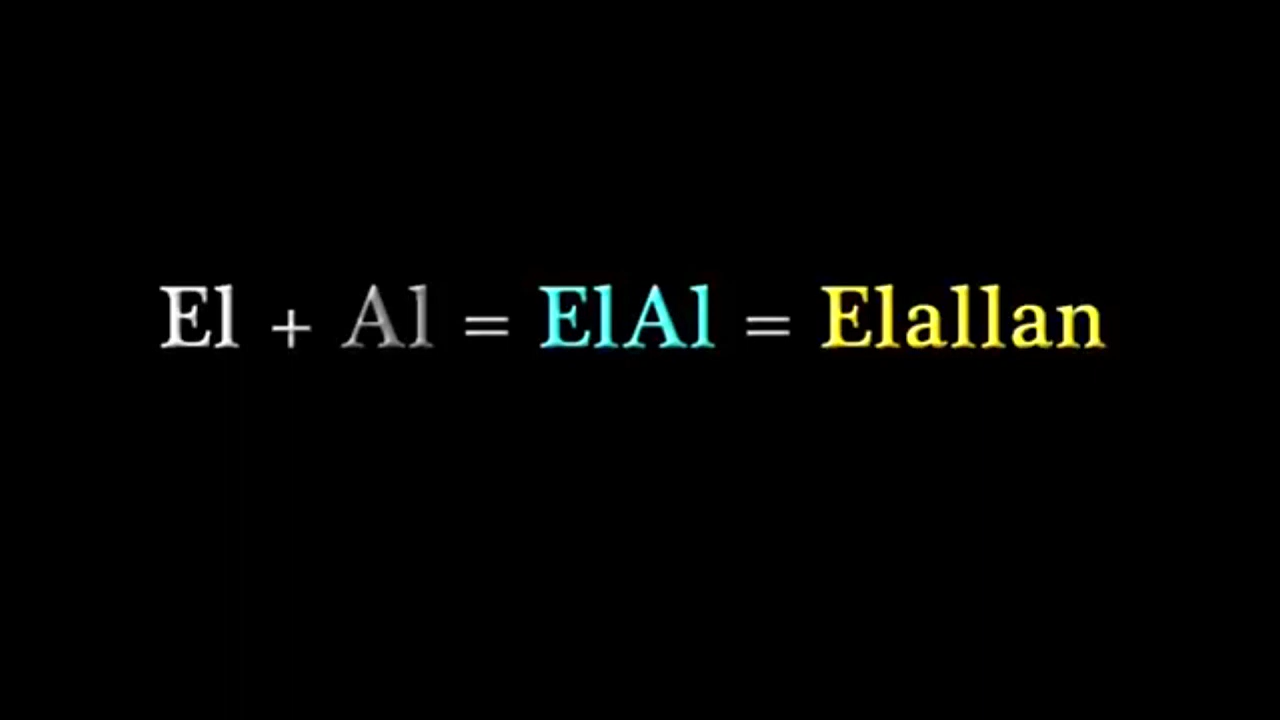 El + Al = ElAl = Elallan